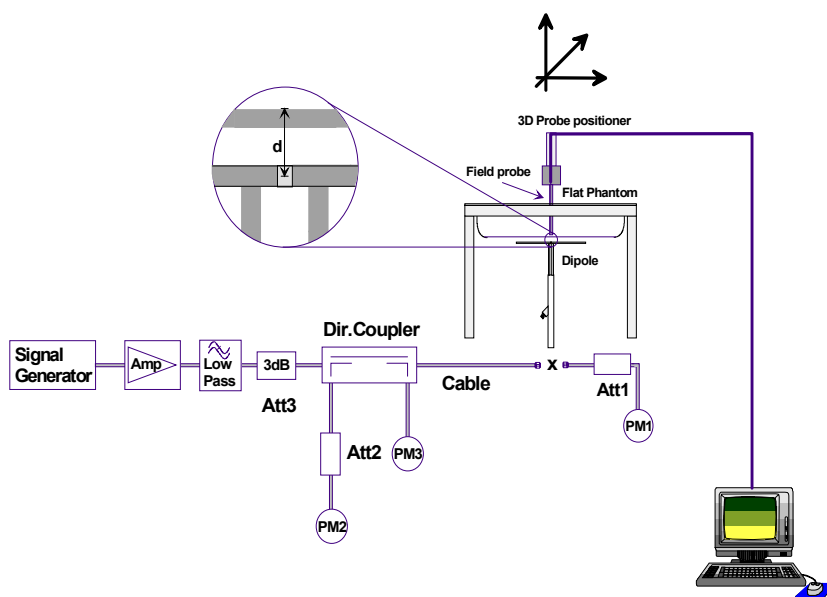 3D Probe positioner
d
Field probe
Flat Phantom
Dipole
Signal
Generator
Amp
Low
Pass
3dB
Att3
Dir.Coupler
Cable
x
Att1
PM1
Att2
PM3
PM2